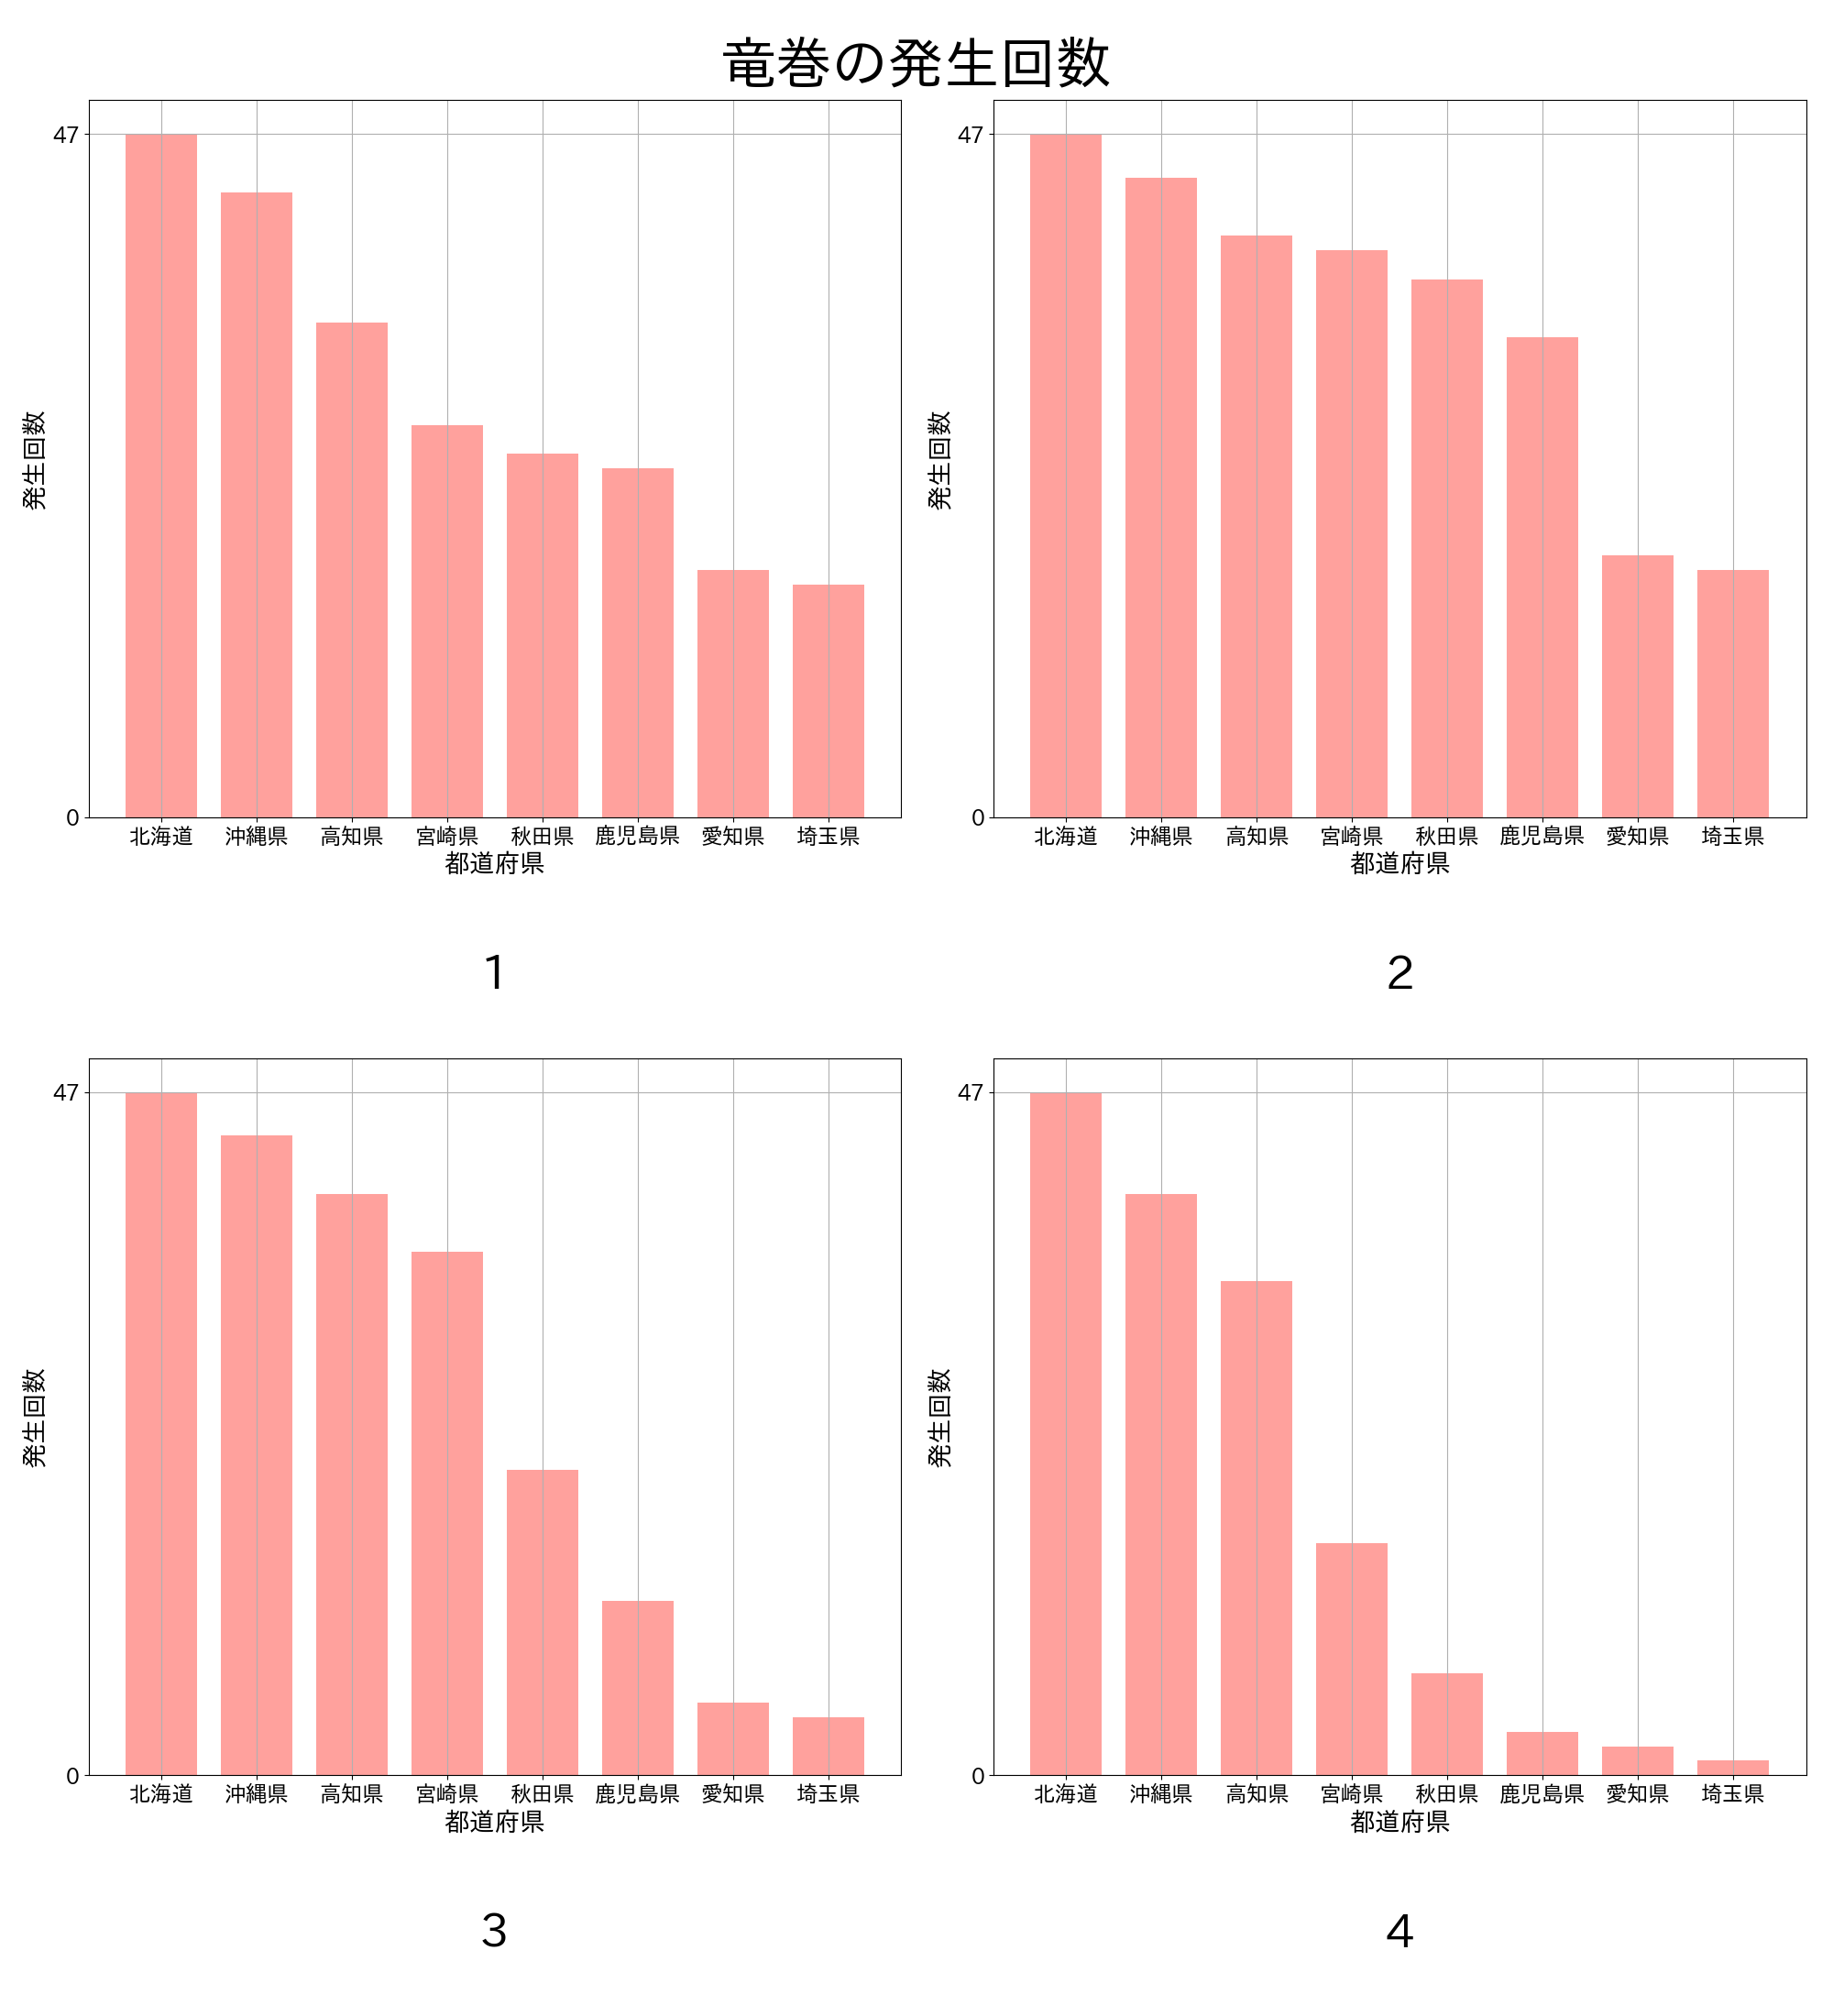 竜巻の発生回数
47
0
発生回数
北海道 沖縄県 高知県 宮崎県 秋田県 鹿児島県 愛知県 埼玉県
都道府県
1
47
0
発生回数
北海道 沖縄県 高知県 宮崎県 秋田県 鹿児島県 愛知県 埼玉県
都道府県
2
47
0
発生回数
北海道 沖縄県 高知県 宮崎県 秋田県 鹿児島県 愛知県 埼玉県
都道府県
3
47
0
発生回数
北海道 沖縄県 高知県 宮崎県 秋田県 鹿児島県 愛知県 埼玉県
都道府県
4